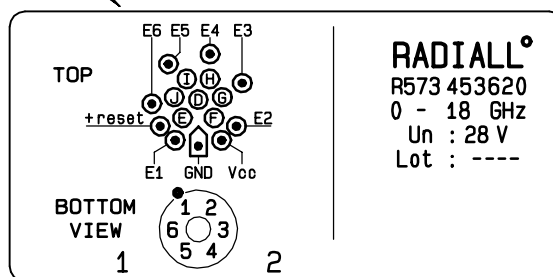 E6 E5 E4 E3
TOP
I H
J D G
E F
+reset E2
E1 GND Vcc
BOTTOM
VIEW
1 2
6 3
5 4
1 2
RADIALL°
R573 453620
0 - 18 GHz
Un : 28 V
Lot : ----